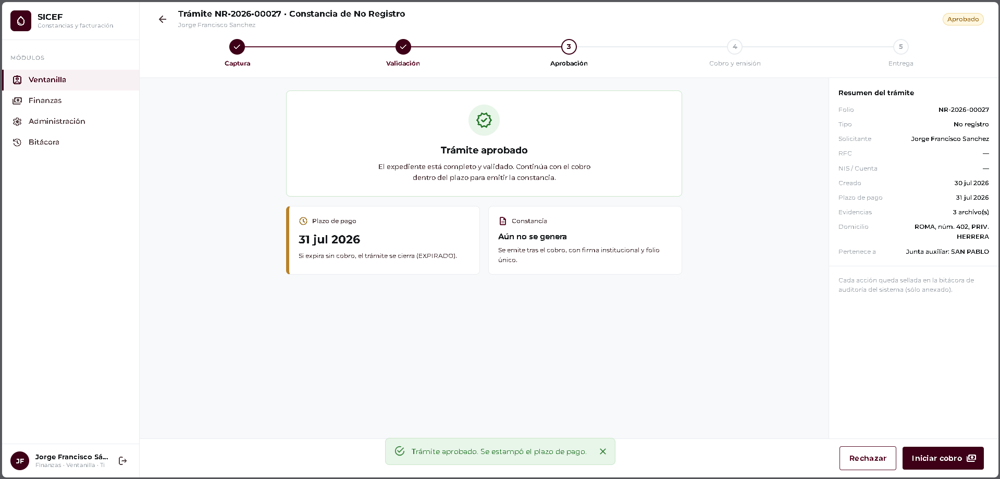 SICEF
Constancias y facturación
MÓDULOS
Ventanilla
Finanzas
Administración
Bitácora
JF
Jorge Francisco Sá...
Finanzas · Ventanilla · Ti
Trámite NR-2026-00027 · Constancia de No Registro
Jorge Francisco Sanchez
Aprobado
Captura
Validación
3
Aprobación
4
Cobro y emisión
5
Entrega
Trámite aprobado
El expediente está completo y validado. Continúa con el cobro
dentro del plazo para emitir la constancia.
Plazo de pago
31 jul 2026
Si expira sin cobro, el trámite se cierra (EXPIRADO).
Constancia
Aún no se genera
Se emite tras el cobro, con firma institucional y folio
único.
Resumen del trámite
Folio NR-2026-00027
Tipo No registro
Solicitante Jorge Francisco Sanchez
RFC —
NIS / Cuenta —
Creado 30 jul 2026
Plazo de pago 31 jul 2026
Evidencias 3 archivo(s)
Domicilio ROMA, núm. 402, PRIV.
HERRERA
Pertenece a Junta auxiliar: SAN PABLO
Cada acción queda sellada en la bitácora de
auditoría del sistema (sólo anexado).
Trámite aprobado. Se estampó el plazo de pago.
Rechazar
Iniciar cobro